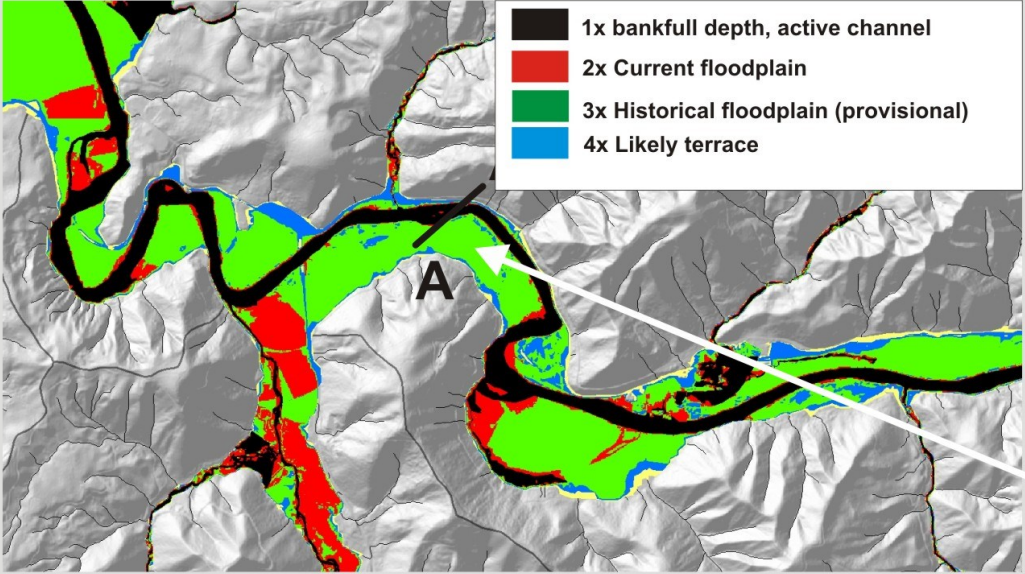 1x bankfull depth, active channel
2x Current floodplain
3x Historical floodplain (provisional)
4x Likely terrace
A